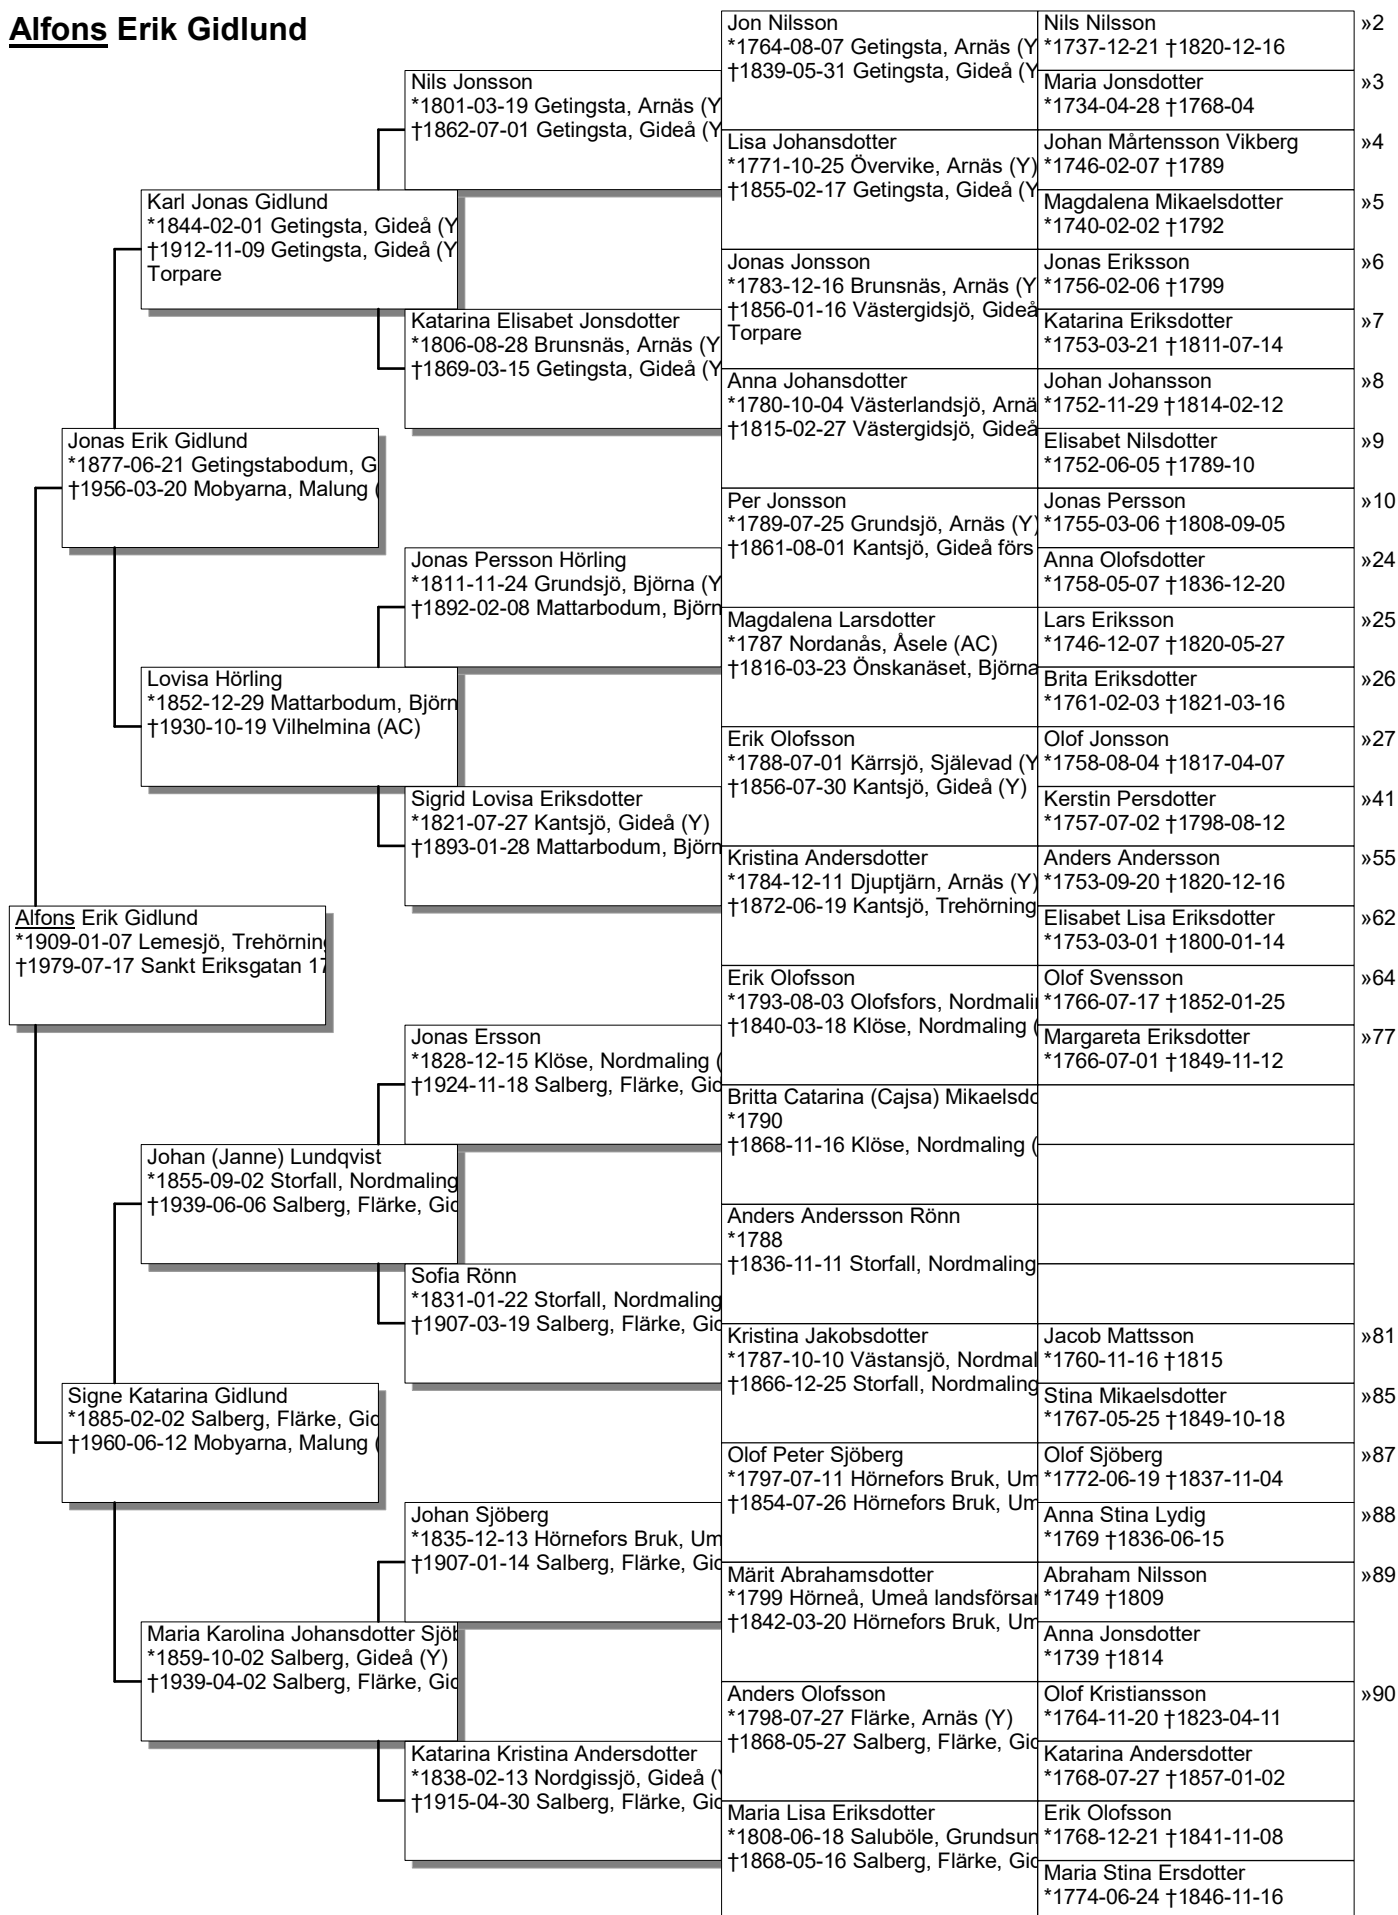 Alfons Erik Gidlund
Alfons Erik Gidlund
*1909-01-07 Lemesjö, Trehörnin
†1979-07-17 Sankt Eriksgatan 17
Jonas Erik Gidlund
*1877-06-21 Getingstabodum, G
†1956-03-20 Mobyarna, Malung (
Signe Katarina Gidlund
*1885-02-02 Salberg, Flärke, Gid
†1960-06-12 Mobyarna, Malung (
Karl Jonas Gidlund
*1844-02-01 Getingsta, Gideå (Y
†1912-11-09 Getingsta, Gideå (Y
Torpare
Lovisa Hörling
*1852-12-29 Mattarbodum, Björn
†1930-10-19 Vilhelmina (AC)
Johan (Janne) Lundqvist
*1855-09-02 Storfall, Nordmaling
†1939-06-06 Salberg, Flärke, Gid
Maria Karolina Johansdotter Sjöb
*1859-10-02 Salberg, Gideå (Y)
†1939-04-02 Salberg, Flärke, Gid
Nils Jonsson
*1801-03-19 Getingsta, Arnäs (Y
†1862-07-01 Getingsta, Gideå (Y
Katarina Elisabet Jonsdotter
*1806-08-28 Brunsnäs, Arnäs (Y
†1869-03-15 Getingsta, Gideå (Y
Jonas Persson Hörling
*1811-11-24 Grundsjö, Björna (Y
†1892-02-08 Mattarbodum, Björn
Sigrid Lovisa Eriksdotter
*1821-07-27 Kantsjö, Gideå (Y)
†1893-01-28 Mattarbodum, Björn
Jonas Ersson
*1828-12-15 Klöse, Nordmaling (
†1924-11-18 Salberg, Flärke, Gid
Sofia Rönn
*1831-01-22 Storfall, Nordmaling
†1907-03-19 Salberg, Flärke, Gid
Johan Sjöberg
*1835-12-13 Hörnefors Bruk, Um
†1907-01-14 Salberg, Flärke, Gid
Katarina Kristina Andersdotter
*1838-02-13 Nordgissjö, Gideå (Y
†1915-04-30 Salberg, Flärke, Gid
Jon Nilsson
*1764-08-07 Getingsta, Arnäs (Y
†1839-05-31 Getingsta, Gideå (Y
Lisa Johansdotter
*1771-10-25 Övervike, Arnäs (Y)
†1855-02-17 Getingsta, Gideå (Y
Jonas Jonsson
*1783-12-16 Brunsnäs, Arnäs (Y
†1856-01-16 Västergidsjö, Gideå
Torpare
Anna Johansdotter
*1780-10-04 Västerlandsjö, Arnä
†1815-02-27 Västergidsjö, Gideå
Per Jonsson
*1789-07-25 Grundsjö, Arnäs (Y)
†1861-08-01 Kantsjö, Gideå förs
Magdalena Larsdotter
*1787 Nordanås, Åsele (AC)
†1816-03-23 Önskanäset, Björna
Erik Olofsson
*1788-07-01 Kärrsjö, Själevad (Y
†1856-07-30 Kantsjö, Gideå (Y)
Kristina Andersdotter
*1784-12-11 Djuptjärn, Arnäs (Y)
†1872-06-19 Kantsjö, Trehörning
Erik Olofsson
*1793-08-03 Olofsfors, Nordmalin
†1840-03-18 Klöse, Nordmaling (
Britta Catarina (Cajsa) Mikaelsdo
*1790
†1868-11-16 Klöse, Nordmaling (
Anders Andersson Rönn
*1788
†1836-11-11 Storfall, Nordmaling
Kristina Jakobsdotter
*1787-10-10 Västansjö, Nordmal
†1866-12-25 Storfall, Nordmaling
Olof Peter Sjöberg
*1797-07-11 Hörnefors Bruk, Um
†1854-07-26 Hörnefors Bruk, Um
Märit Abrahamsdotter
*1799 Hörneå, Umeå landsförsam
†1842-03-20 Hörnefors Bruk, Um
Anders Olofsson
*1798-07-27 Flärke, Arnäs (Y)
†1868-05-27 Salberg, Flärke, Gid
Maria Lisa Eriksdotter
*1808-06-18 Saluböle, Grundsun
†1868-05-16 Salberg, Flärke, Gid
Nils Nilsson »2
*1737-12-21 †1820-12-16
Maria Jonsdotter »3
*1734-04-28 †1768-04
Johan Mårtensson Vikberg »4
*1746-02-07 †1789
Magdalena Mikaelsdotter »5
*1740-02-02 †1792
Jonas Eriksson »6
*1756-02-06 †1799
Katarina Eriksdotter »7
*1753-03-21 †1811-07-14
Johan Johansson »8
*1752-11-29 †1814-02-12
Elisabet Nilsdotter »9
*1752-06-05 †1789-10
Jonas Persson »10
*1755-03-06 †1808-09-05
Anna Olofsdotter »24
*1758-05-07 †1836-12-20
Lars Eriksson »25
*1746-12-07 †1820-05-27
Brita Eriksdotter »26
*1761-02-03 †1821-03-16
Olof Jonsson »27
*1758-08-04 †1817-04-07
Kerstin Persdotter »41
*1757-07-02 †1798-08-12
Anders Andersson »55
*1753-09-20 †1820-12-16
Elisabet Lisa Eriksdotter »62
*1753-03-01 †1800-01-14
Olof Svensson »64
*1766-07-17 †1852-01-25
Margareta Eriksdotter »77
*1766-07-01 †1849-11-12
Jacob Mattsson »81
*1760-11-16 †1815
Stina Mikaelsdotter »85
*1767-05-25 †1849-10-18
Olof Sjöberg »87
*1772-06-19 †1837-11-04
Anna Stina Lydig »88
*1769 †1836-06-15
Abraham Nilsson »89
*1749 †1809
Anna Jonsdotter
*1739 †1814
Olof Kristiansson »90
*1764-11-20 †1823-04-11
Katarina Andersdotter
*1768-07-27 †1857-01-02
Erik Olofsson
*1768-12-21 †1841-11-08
Maria Stina Ersdotter
*1774-06-24 †1846-11-16